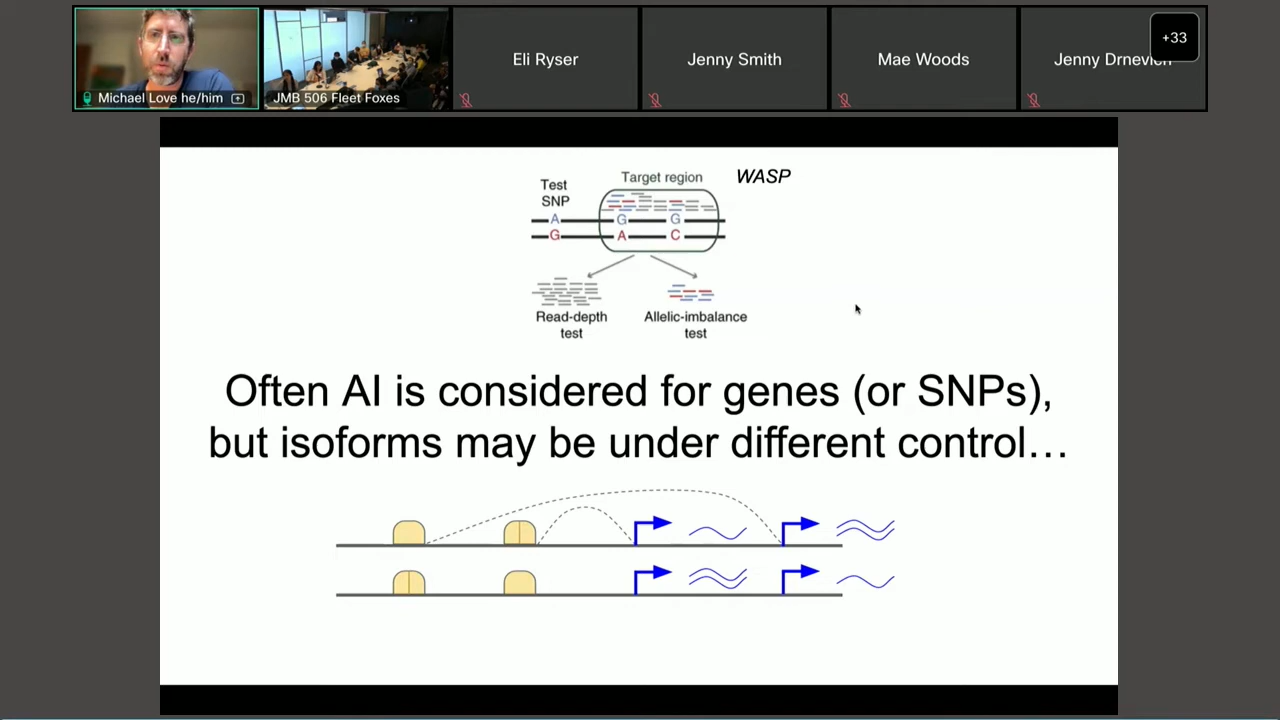 Michael Love he/him
JMB 506 Fleet Foxes
Eli Ryser
Jenny Smith
Mae Woods
Jenny Drnevich
+33
WASP
Test
SNP
Target region
A G G
G A C
Read-depth
test
Allelic-imbalance
test
Often AI is considered for genes (or SNPs),
but isoforms may be under different control…